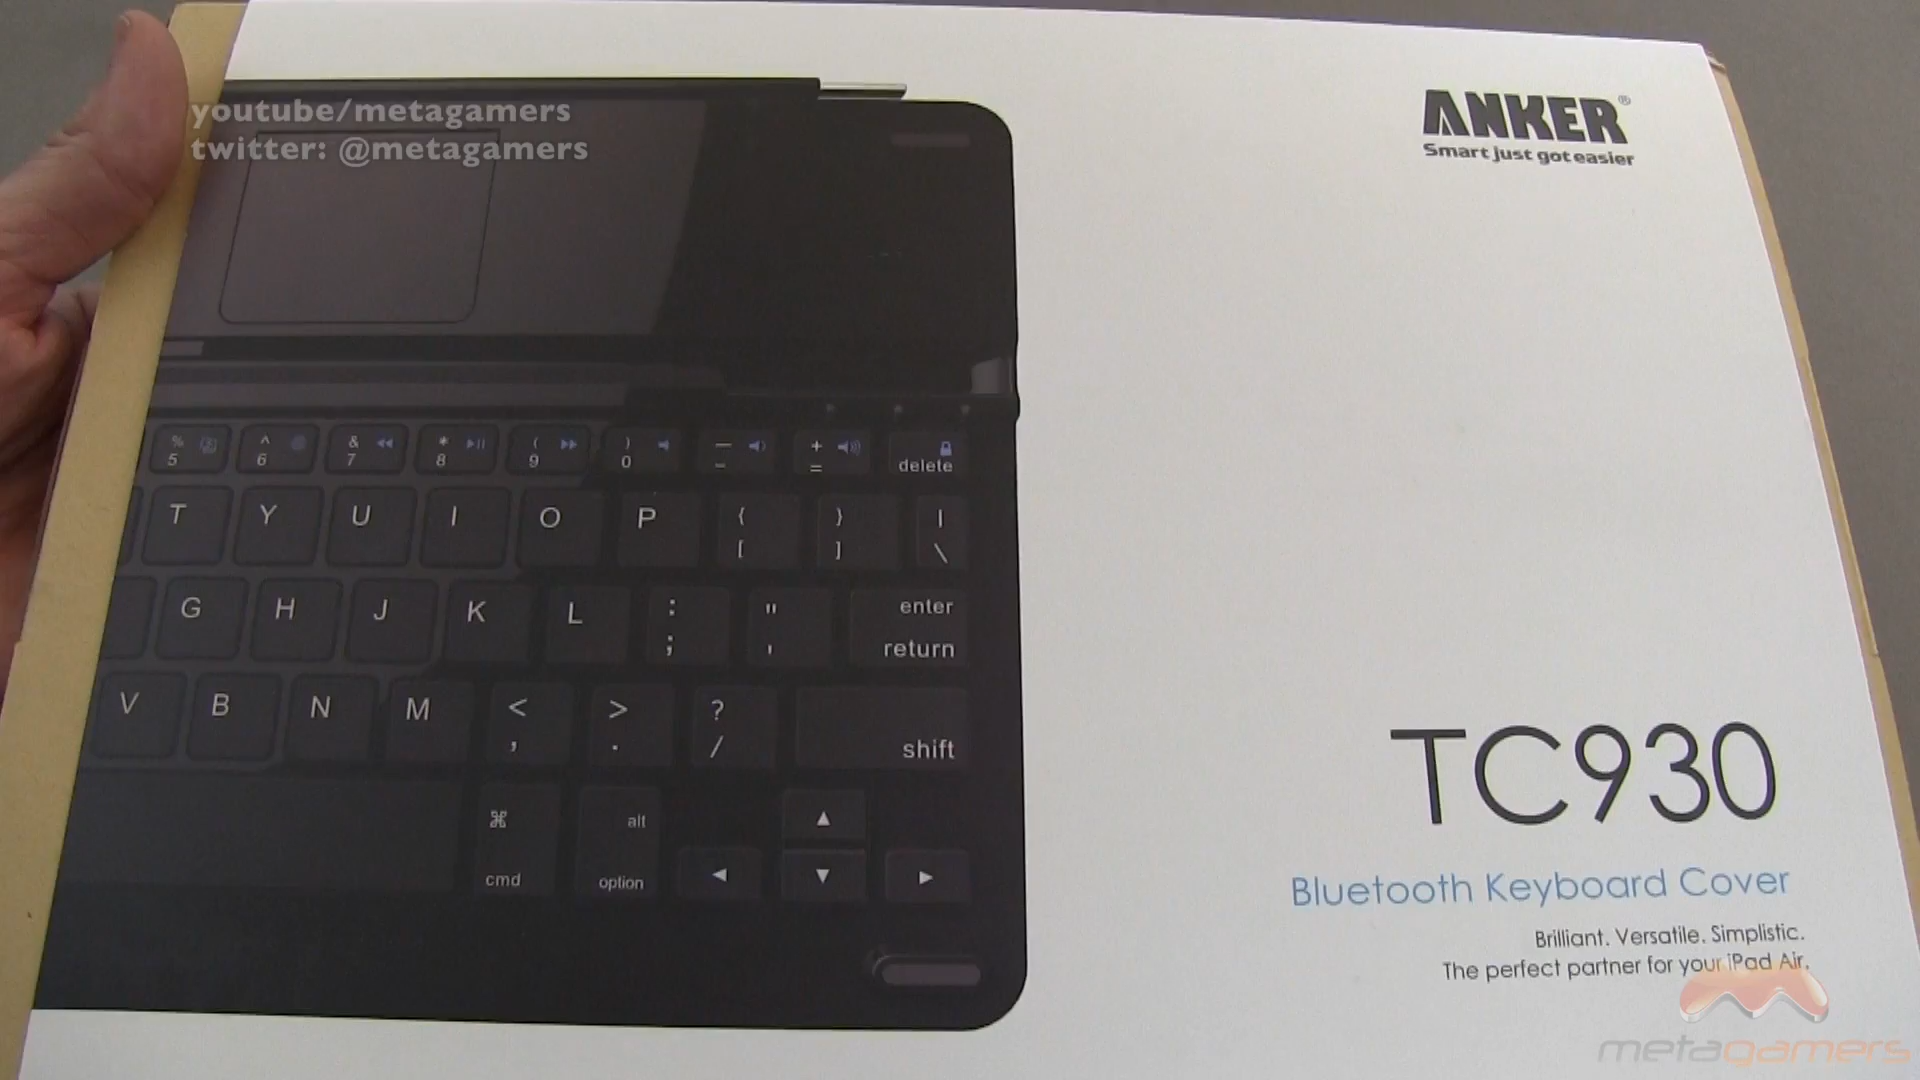 youtube/metagamers
twitter: @metagamers
ANKER®
Smart just got easier
% 5 ^ 6 & 7 * 8 ( 9 ) 0 — - + = delete
T Y U I O P { [ } ] | \
G H J K L : ; " ' enter return
V B N M < , > . ? / shift
⌘ cmd alt option ◄ ▲ ▼ ►
TC930
Bluetooth Keyboard Cover
Brilliant. Versatile. Simplistic.
The perfect partner for your iPad Air.
metagamers